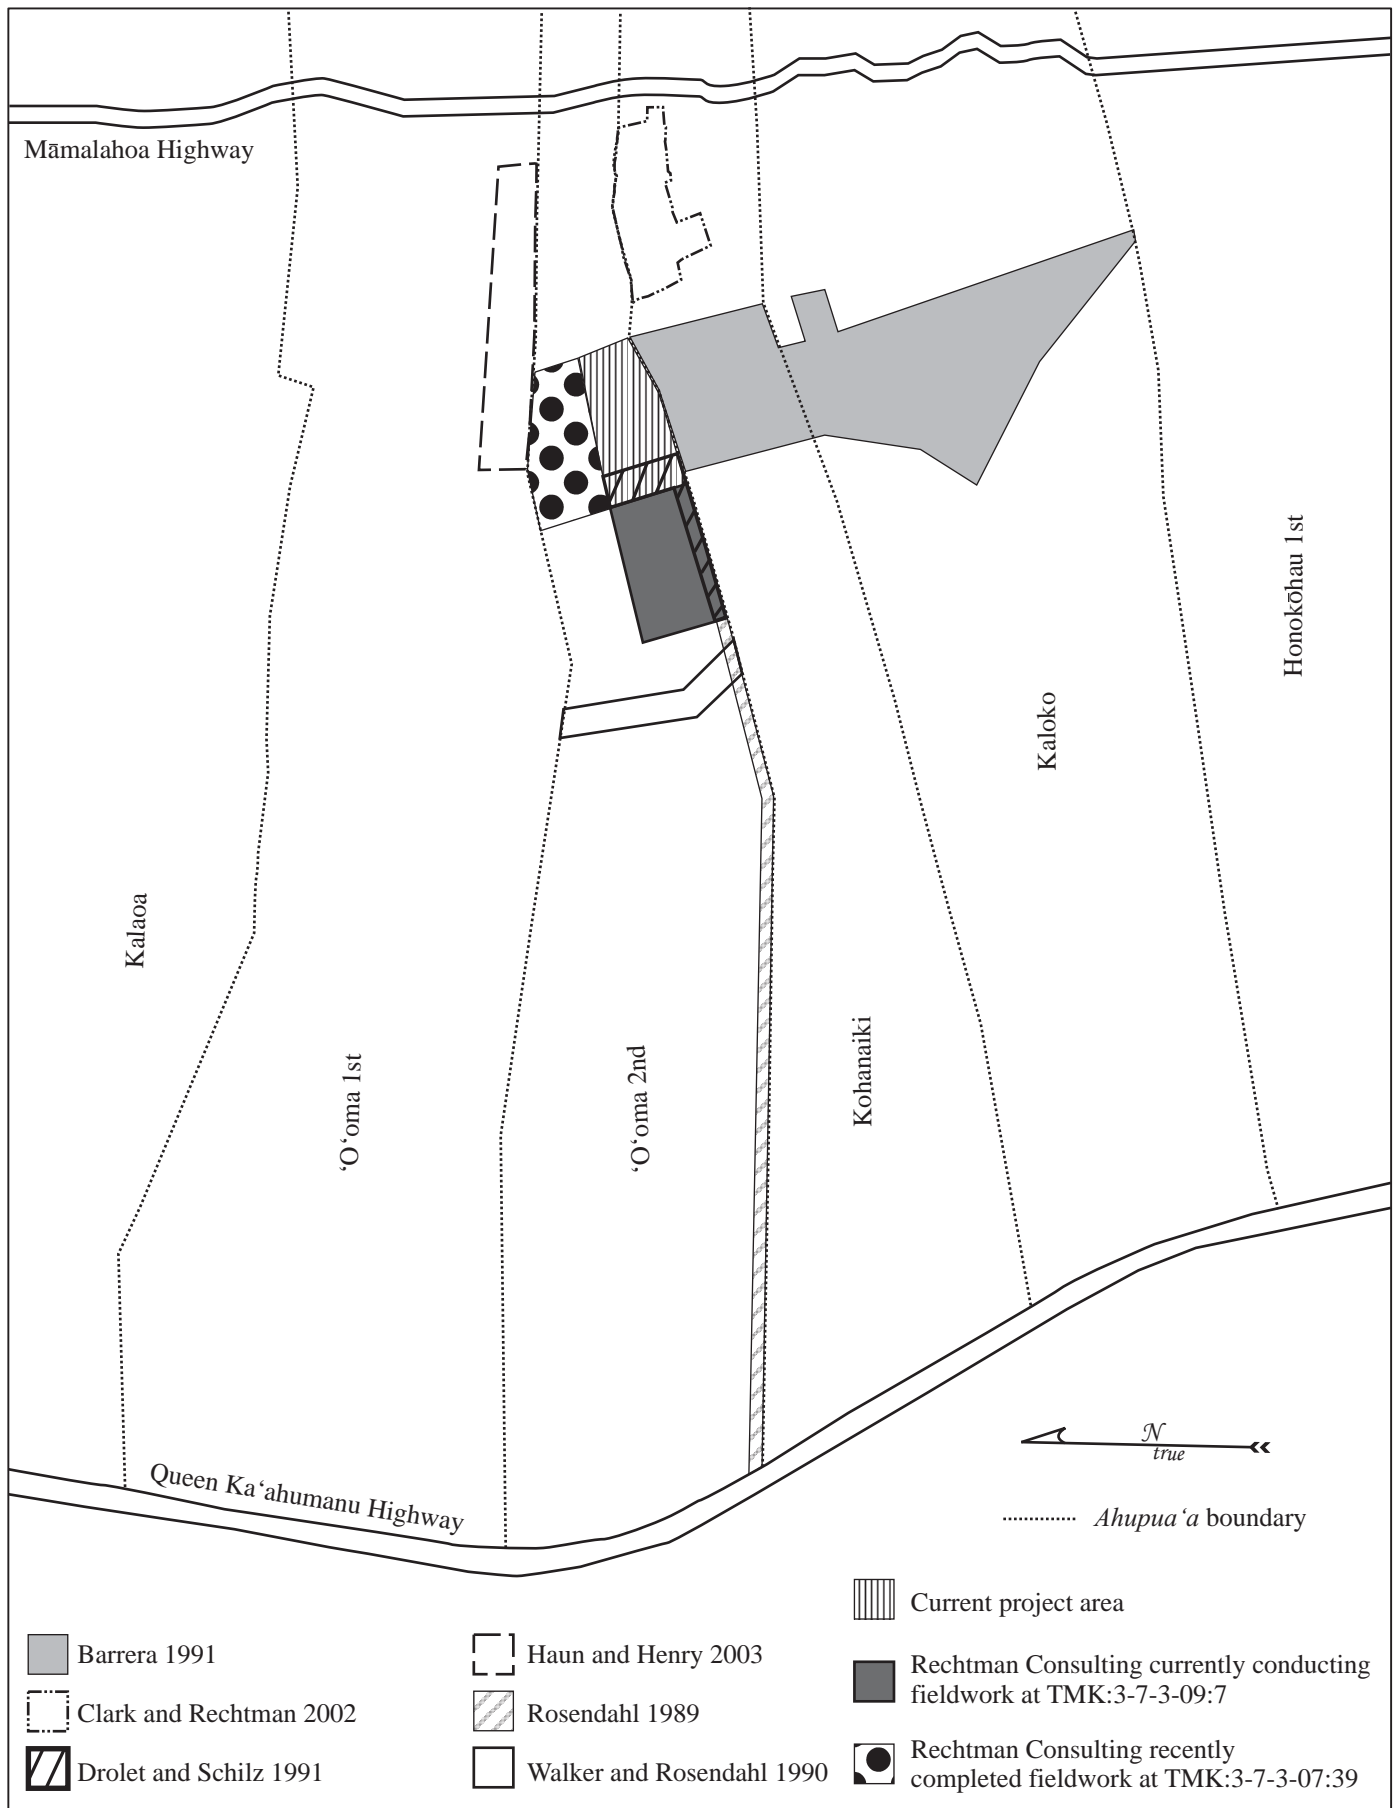 Māmalahoa Highway
Honokōhau 1st
Kaloko
Kalaoa
Kohanaiki
ʻOʻoma 1st
ʻOʻoma 2nd
N
true
Queen Kaʻahumanu Highway
Ahupuaʻa boundary
Current project area
Barrera 1991
Haun and Henry 2003
Rechtman Consulting currently conducting
fieldwork at TMK:3-7-3-09:7
Clark and Rechtman 2002
Rosendahl 1989
Rechtman Consulting recently
completed fieldwork at TMK:3-7-3-07:39
Drolet and Schilz 1991
Walker and Rosendahl 1990